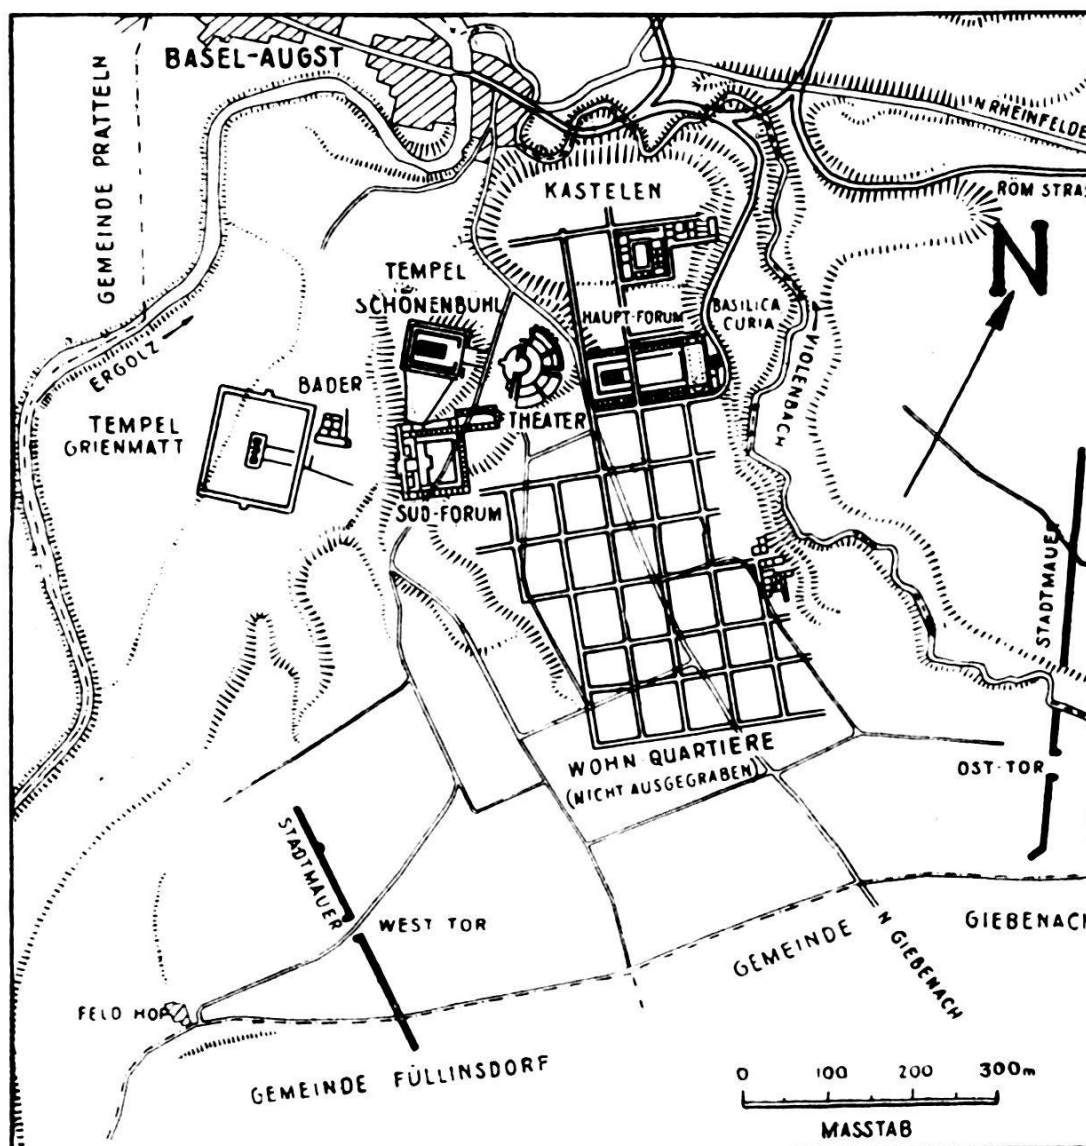 BASEL-AUGST
GEMEINDE PRATTELN
N RHEINFELDE
RÖM STRAS
KASTELEN
N
TEMPEL
SCHÖNENBUHL
HAUPT-FORUM
BASILICA
CURIA
VIOLENBACH
ERGOLZ
BADER
TEMPEL
GRIENMATT
THEATER
SUD-FORUM
STADTMAUER
WOHN QUARTIERE
(NICHT AUSGEGRABEN)
OST-TOR
STADTMAUER
WEST TOR
GEMEINDE
GIEBENACH
N GIEBENACH
FELD HOF
GEMEINDE FÜLLINSDORF
0 100 200 300m
MASSTAB